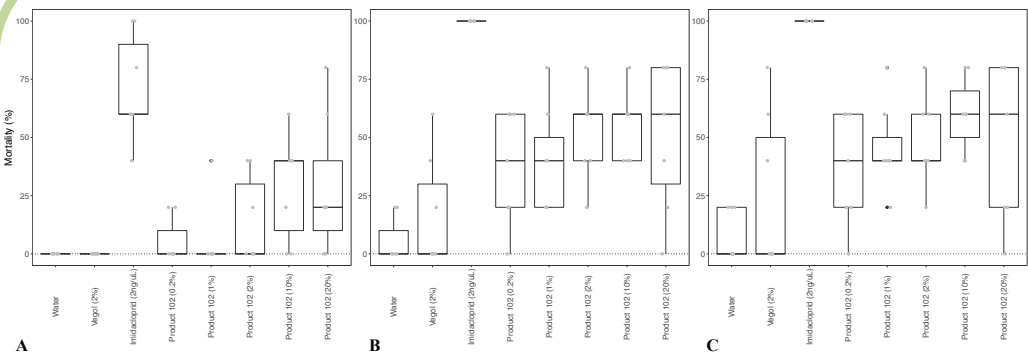 Mortality (%)
100
75
50
25
0
Water
Vegol (2%)
Imidacloprid (2ng/uL)
Product 102 (0.2%)
Product 102 (1%)
Product 102 (2%)
Product 102 (10%)
Product 102 (20%)
A
100
75
50
25
0
Water
Vegol (2%)
Imidacloprid (2ng/uL)
Product 102 (0.2%)
Product 102 (1%)
Product 102 (2%)
Product 102 (10%)
Product 102 (20%)
B
100
75
50
25
0
Water
Vegol (2%)
Imidacloprid (2ng/uL)
Product 102 (0.2%)
Product 102 (1%)
Product 102 (2%)
Product 102 (10%)
Product 102 (20%)
C